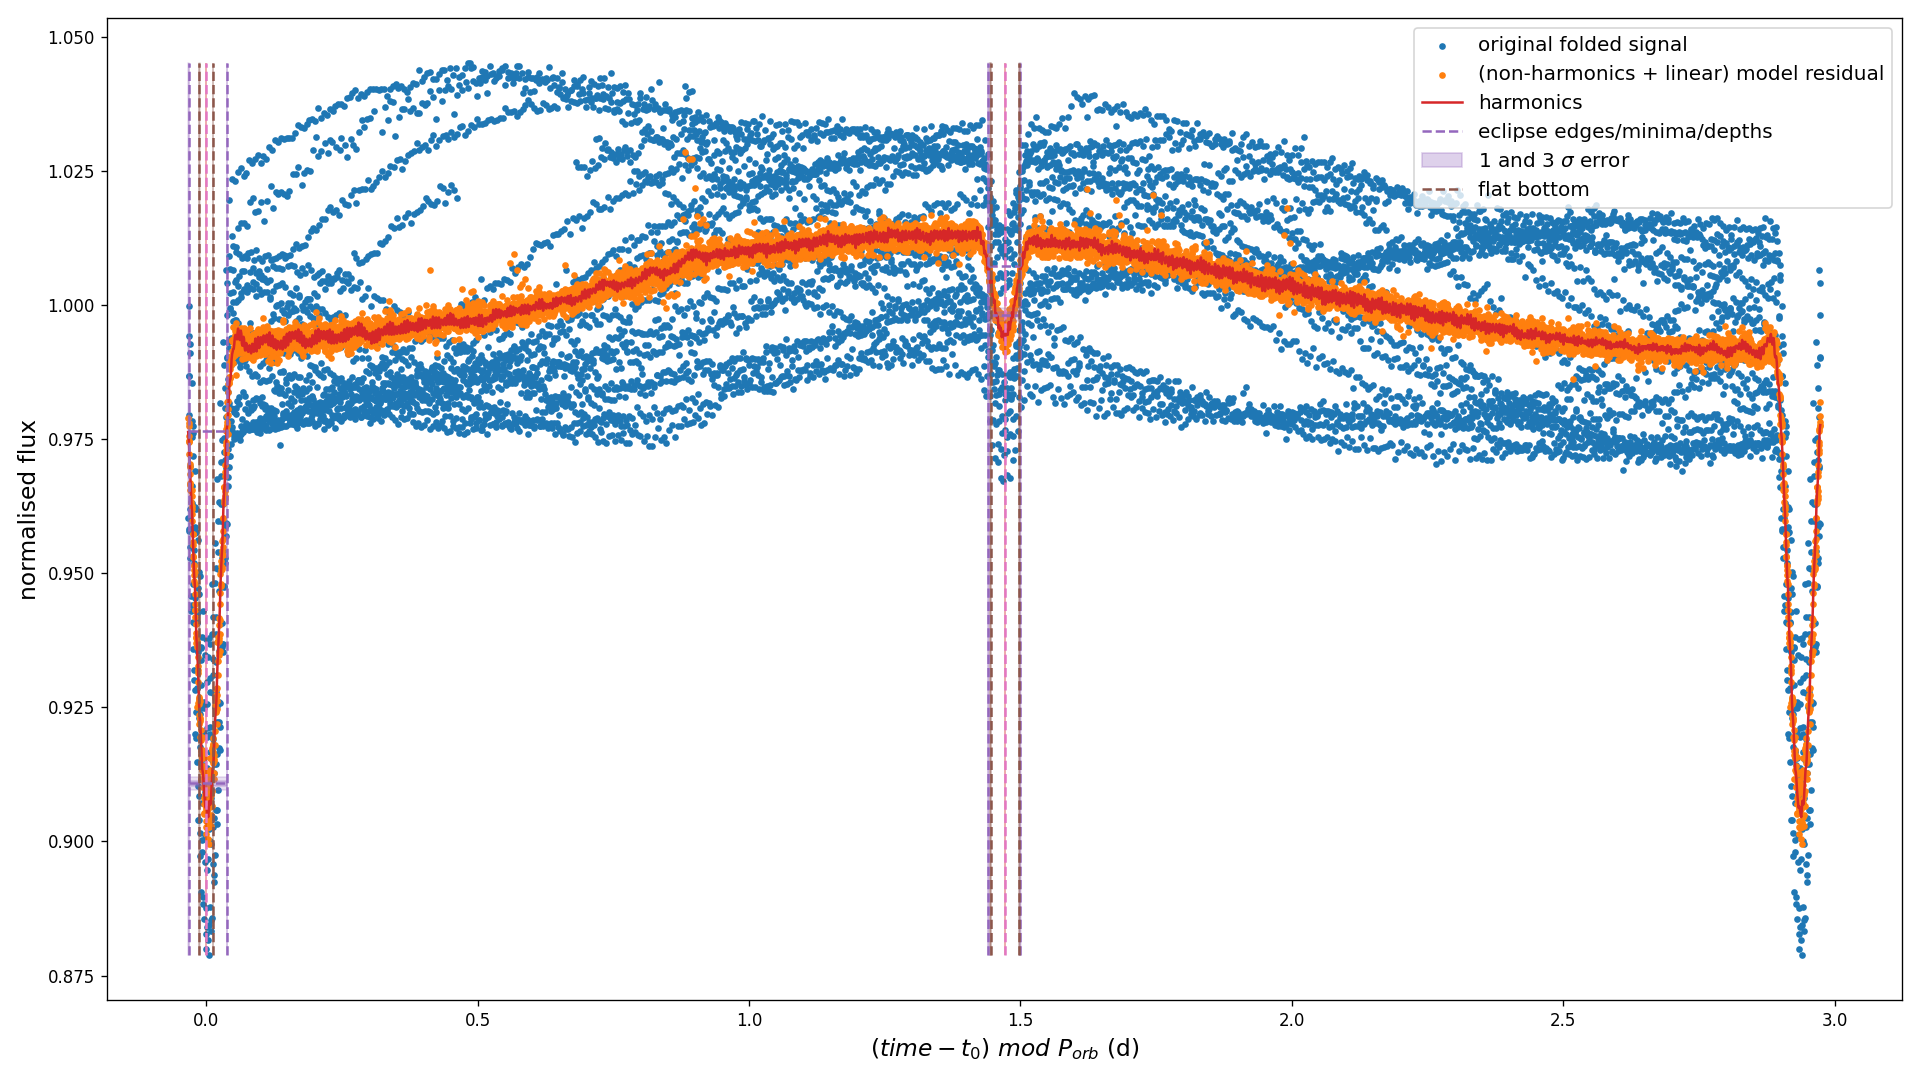 1.050
1.025
1.000
0.975
0.950
0.925
0.900
0.875
normalised flux
original folded signal
(non-harmonics + linear) model residual
harmonics
eclipse edges/minima/depths
1 and 3 σ error
flat bottom
0.0 0.5 1.0 1.5 2.0 2.5 3.0
(time − t₀) mod P_orb (d)